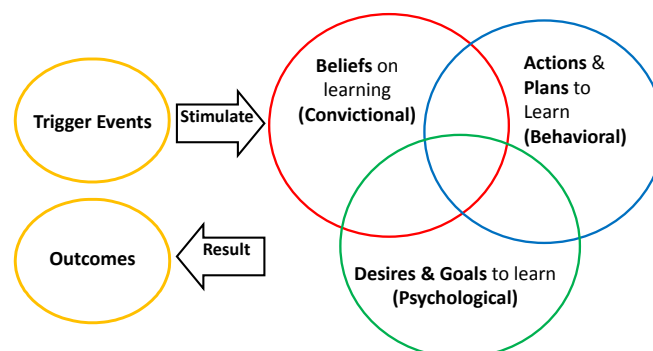 Trigger Events
Stimulate
Beliefs on
learning
(Convictional)
Actions &
Plans to
Learn
(Behavioral)
Outcomes
Result
Desires & Goals to learn
(Psychological)